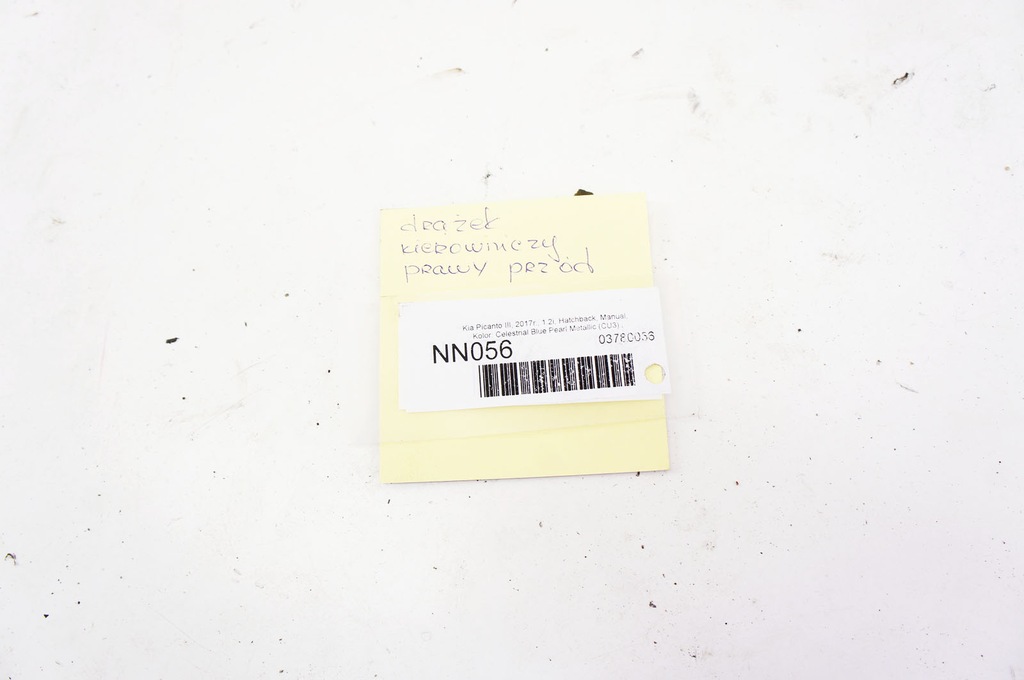 drążek
kierowniczy
prawy przód
Kia Picanto III, 2017r., 1.2i, Hatchback, Manual,
Kolor: Celestnal Blue Pearl Metallic (CU3) ,
NN056
03780056